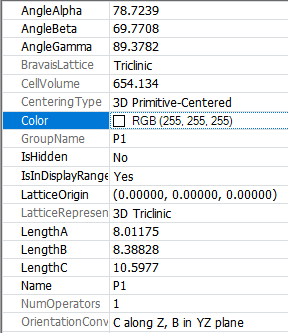 AngleAlpha 78.7239
AngleBeta 69.7708
AngleGamma 89.3782
BravaisLattice Triclinic
CellVolume 654.134
CenteringType 3D Primitive-Centered
Color RGB (255, 255, 255)
GroupName P1
IsHidden No
IsInDisplayRange Yes
LatticeOrigin (0.00000, 0.00000, 0.00000)
LatticeRepresen 3D Triclinic
LengthA 8.01175
LengthB 8.38828
LengthC 10.5977
Name P1
NumOperators 1
OrientationConv C along Z, B in YZ plane